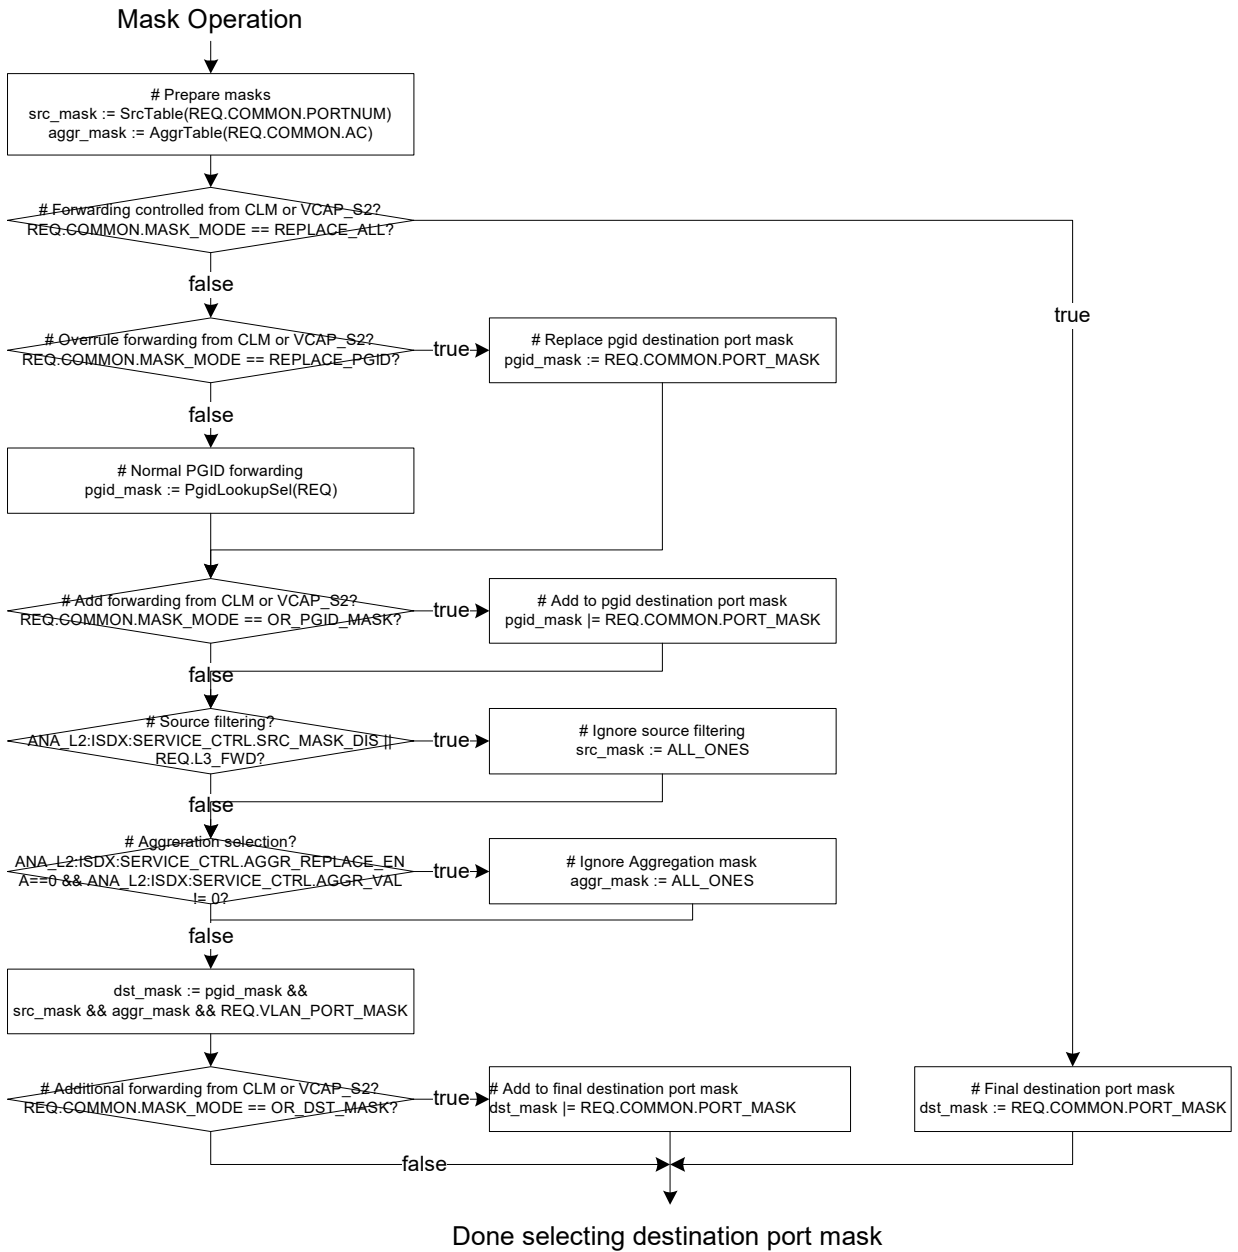 Mask Operation
# Prepare masks
src_mask := SrcTable(REQ.COMMON.PORTNUM)
aggr_mask := AggrTable(REQ.COMMON.AC)
# Forwarding controlled from CLM or VCAP_S2?
REQ.COMMON.MASK_MODE == REPLACE_ALL?
false
true
# Overrule forwarding from CLM or VCAP_S2?
REQ.COMMON.MASK_MODE == REPLACE_PGID?
true
# Replace pgid destination port mask
pgid_mask := REQ.COMMON.PORT_MASK
false
# Normal PGID forwarding
pgid_mask := PgidLookupSel(REQ)
# Add forwarding from CLM or VCAP_S2?
REQ.COMMON.MASK_MODE == OR_PGID_MASK?
true
# Add to pgid destination port mask
pgid_mask |= REQ.COMMON.PORT_MASK
false
# Source filtering?
ANA_L2:ISDX:SERVICE_CTRL.SRC_MASK_DIS ||
REQ.L3_FWD?
true
# Ignore source filtering
src_mask := ALL_ONES
false
# Aggreration selection?
ANA_L2:ISDX:SERVICE_CTRL.AGGR_REPLACE_EN
A==0 && ANA_L2:ISDX:SERVICE_CTRL.AGGR_VAL
!= 0?
true
# Ignore Aggregation mask
aggr_mask := ALL_ONES
false
dst_mask := pgid_mask &&
src_mask && aggr_mask && REQ.VLAN_PORT_MASK
# Additional forwarding from CLM or VCAP_S2?
REQ.COMMON.MASK_MODE == OR_DST_MASK?
true
# Add to final destination port mask
dst_mask |= REQ.COMMON.PORT_MASK
# Final destination port mask
dst_mask := REQ.COMMON.PORT_MASK
false
Done selecting destination port mask